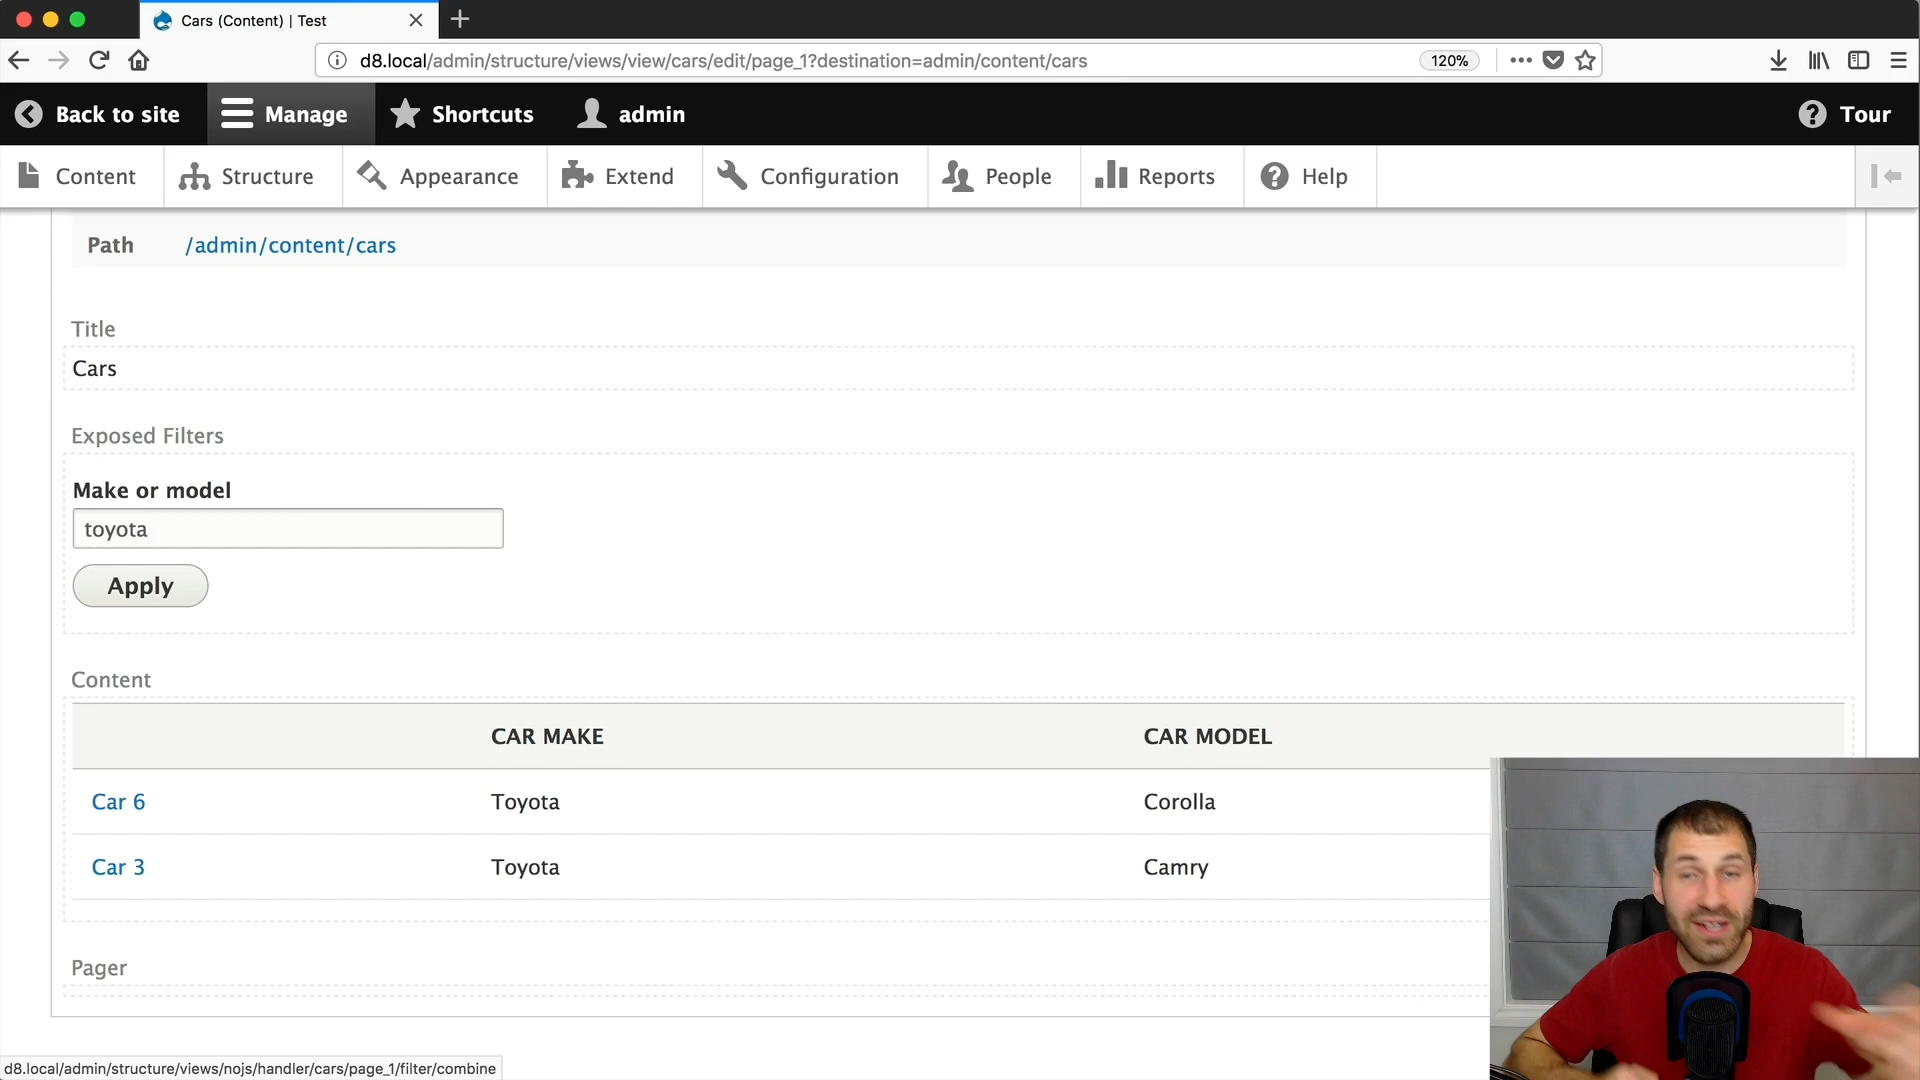 Cars (Content) | Test
d8.local/admin/structure/views/view/cars/edit/page_1?destination=admin/content/cars
120%
Back to site
Manage
Shortcuts
admin
Tour
Content
Structure
Appearance
Extend
Configuration
People
Reports
Help
Path /admin/content/cars
Title
Cars
Exposed Filters
Make or model
toyota
Apply
Content
CAR MAKE CAR MODEL
Car 6 Toyota Corolla
Car 3 Toyota Camry
Pager
d8.local/admin/structure/views/nojs/handler/cars/page_1/filter/combine